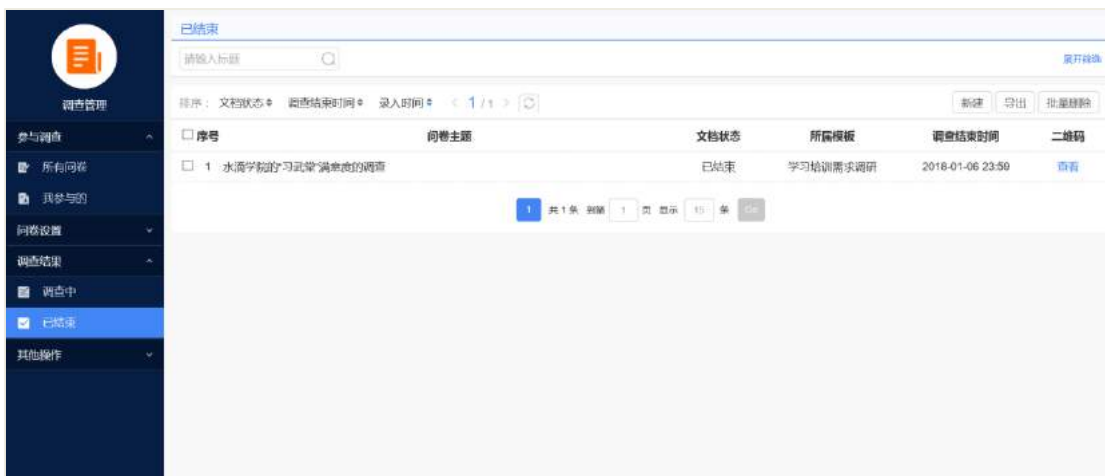 已结束
请输入标题
展开筛选
调查管理
排序： 文档状态 调查结束时间 录入时间 < 1 / 1 >
新建 导出 批量删除
参与调查
序号 问卷主题 文档状态 所属模板 调查结束时间 二维码
所有问卷
1 水滴学院的“习武堂”满意度的调查 已结束 学习培训需求调研 2018-01-06 23:59 查看
我参与的
1 共 1 条 到第 1 页 显示 15 条 Go
问卷设置
调查结果
调查中
已结束
其他操作